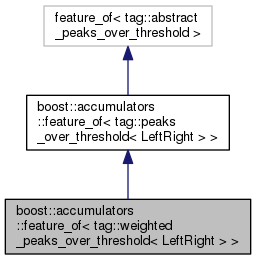 feature_of< tag::abstract
_peaks_over_threshold >
boost::accumulators
::feature_of< tag::peaks
_over_threshold< LeftRight > >
boost::accumulators
::feature_of< tag::weighted
_peaks_over_threshold< LeftRight > >